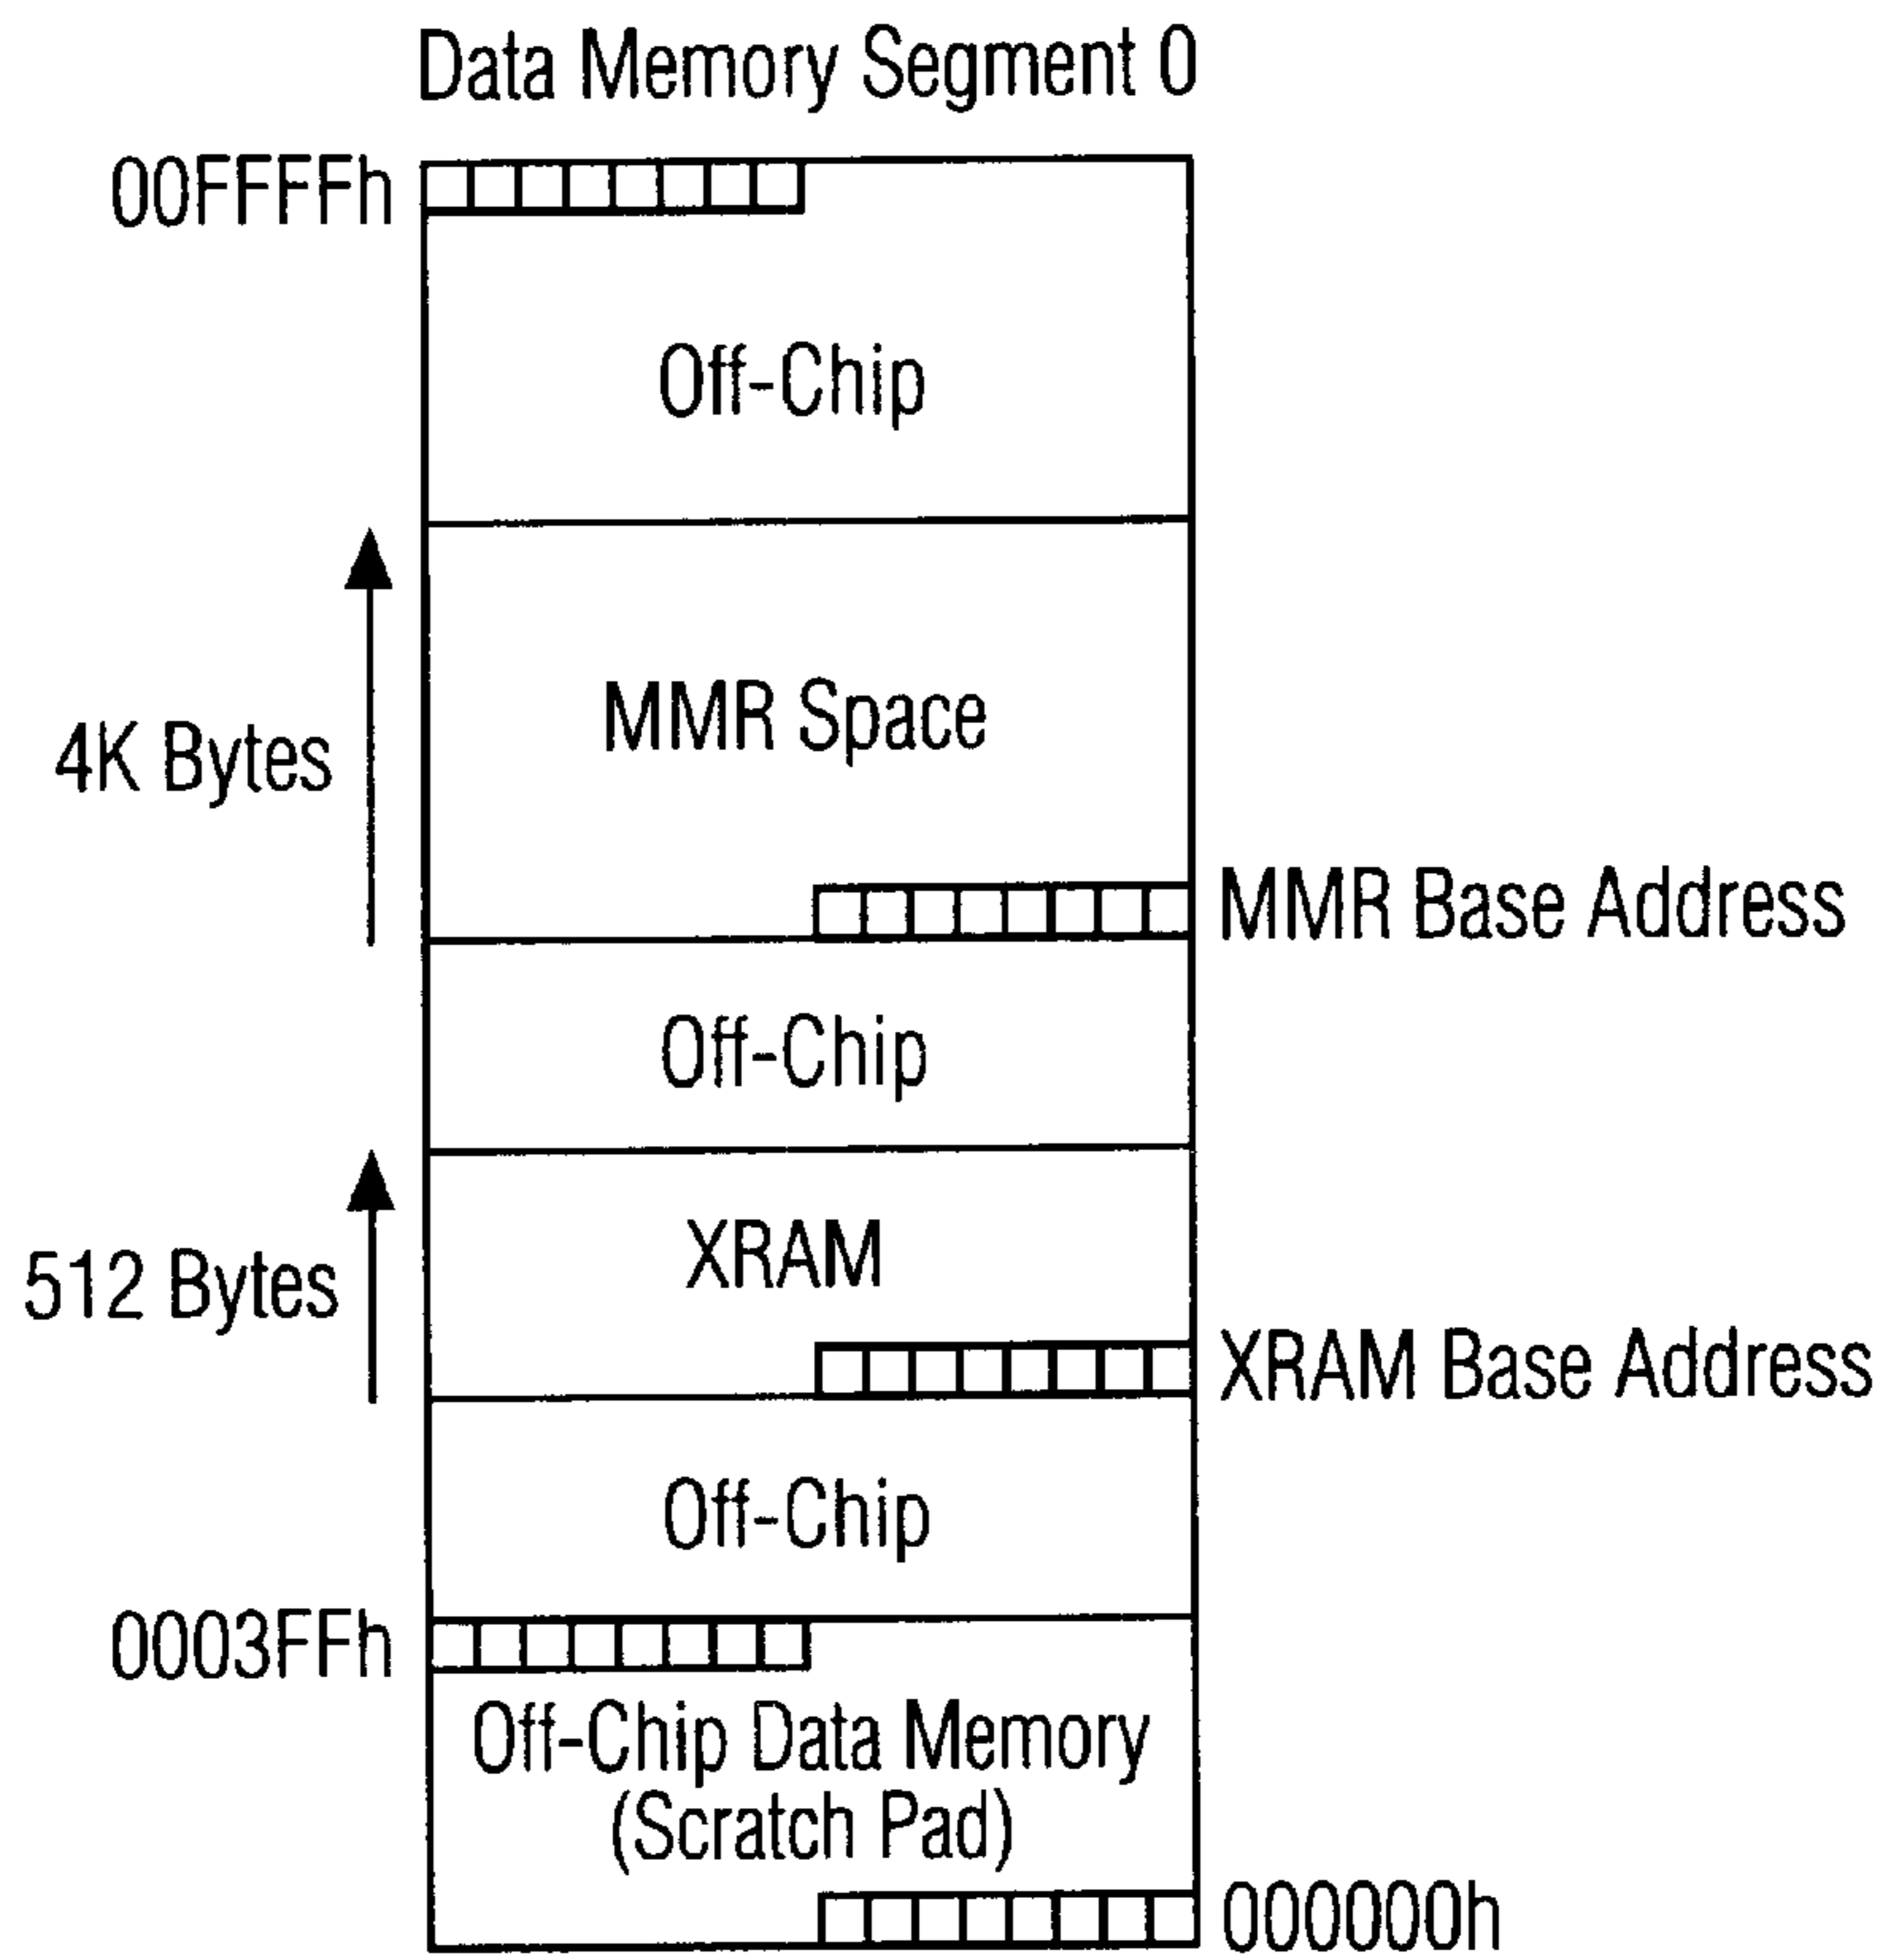 Data Memory Segment 0
00FFFFh
Off-Chip
MMR Space
4K Bytes
MMR Base Address
Off-Chip
XRAM
512 Bytes
XRAM Base Address
Off-Chip
0003FFh
Off-Chip Data Memory
(Scratch Pad)
000000h